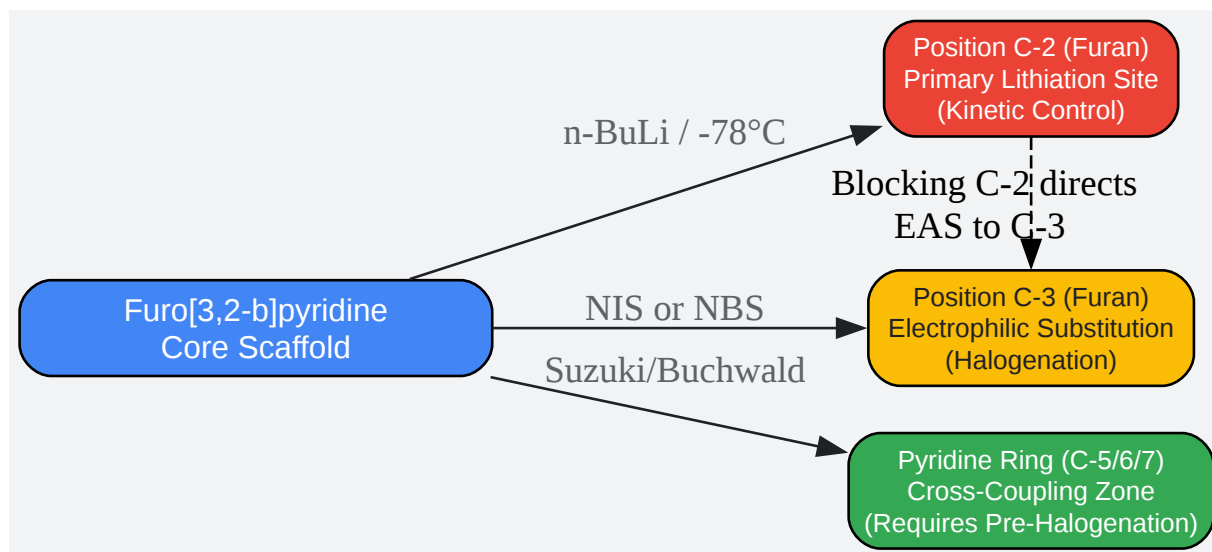 Position C-2 (Furan)
Primary Lithiation Site
(Kinetic Control)
n-BuLi / -78°C
Blocking C-2 directs
EAS to C-3
Furo[3,2-b]pyridine
Core Scaffold
NIS or NBS
Position C-3 (Furan)
Electrophilic Substitution
(Halogenation)
Suzuki/Buchwald
Pyridine Ring (C-5/6/7)
Cross-Coupling Zone
(Requires Pre-Halogenation)